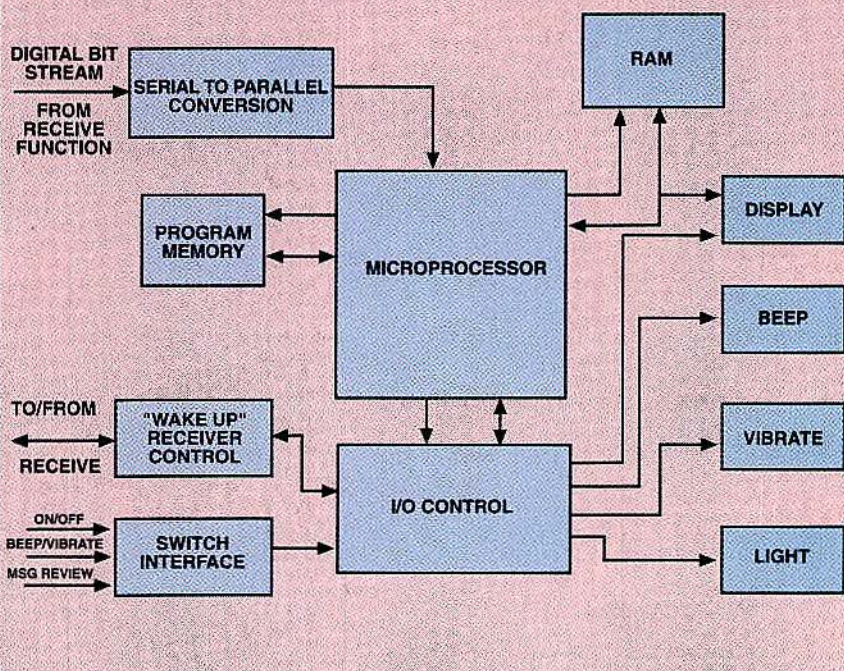 DIGITAL BIT
STREAM
FROM
RECEIVE
FUNCTION
SERIAL TO PARALLEL
CONVERSION
RAM
PROGRAM
MEMORY
MICROPROCESSOR
DISPLAY
BEEP
TO/FROM
RECEIVE
"WAKE UP"
RECEIVER
CONTROL
VIBRATE
I/O CONTROL
ON/OFF
BEEP/VIBRATE
MSG REVIEW
SWITCH
INTERFACE
LIGHT